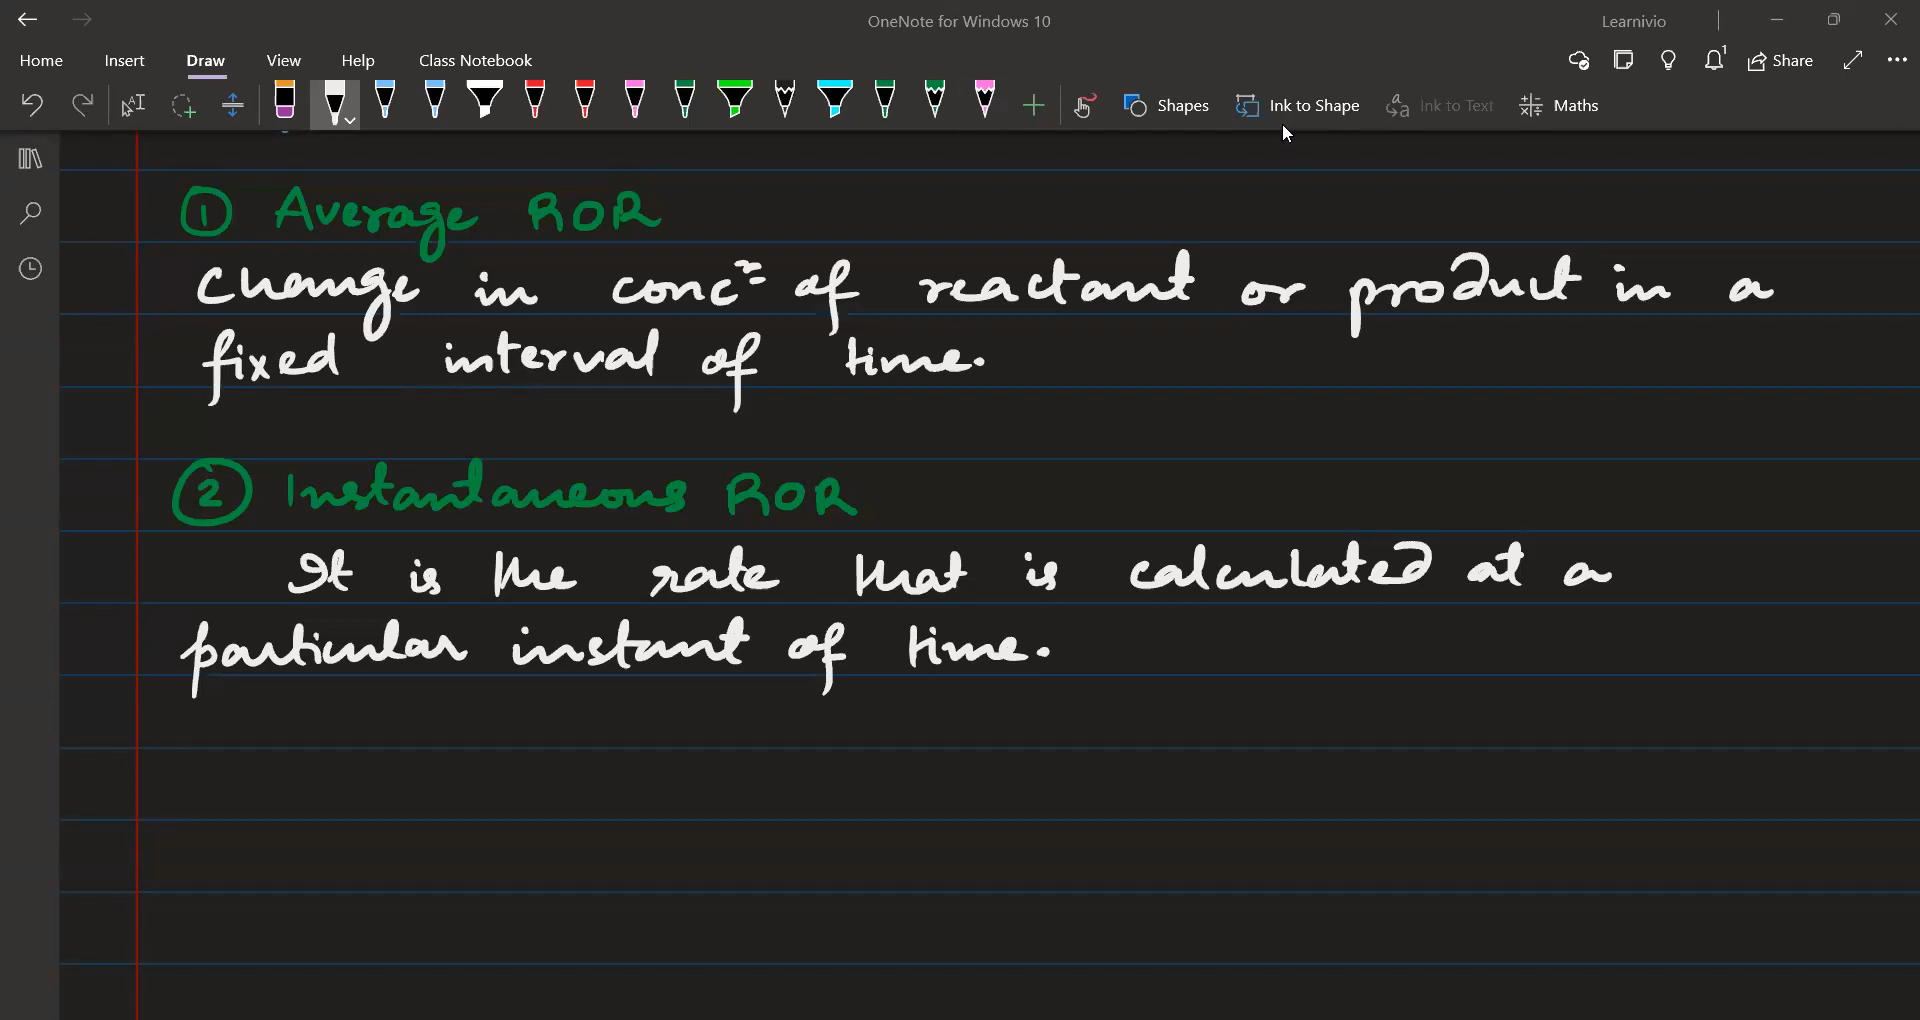 OneNote for Windows 10
Learnivio
Home Insert Draw View Help Class Notebook
1
Share
Shapes Ink to Shape Ink to Text Maths
① Average ROR
Change in concⁿ of reactant or product in a
fixed interval of time.
② Instantaneous ROR
It is the rate that is calculated at a
particular instant of time.